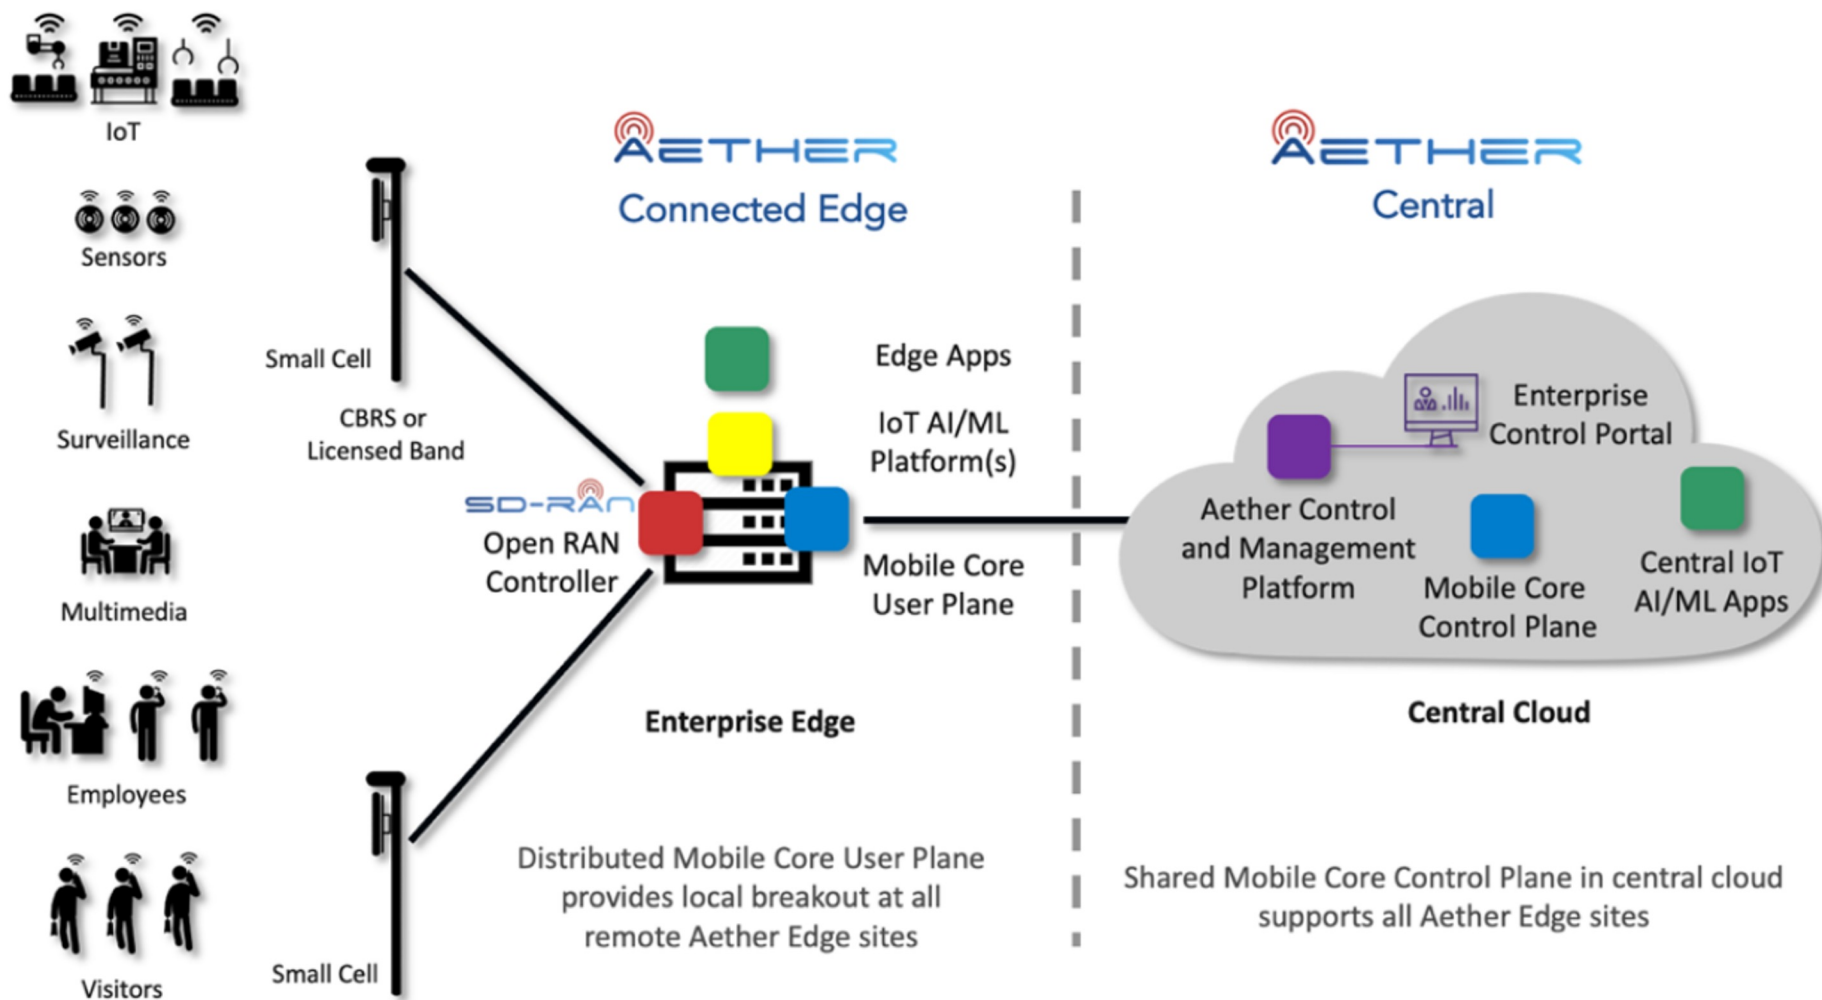 IoT
Sensors
Surveillance
Multimedia
Employees
Visitors
Small Cell
CBRS or
Licensed Band
Small Cell
AETHER
Connected Edge
Edge Apps
IoT AI/ML
Platform(s)
SD-RAN
Open RAN
Controller
Mobile Core
User Plane
Enterprise Edge
Distributed Mobile Core User Plane
provides local breakout at all
remote Aether Edge sites
AETHER
Central
Enterprise
Control Portal
Aether Control
and Management
Platform
Mobile Core
Control Plane
Central IoT
AI/ML Apps
Central Cloud
Shared Mobile Core Control Plane in central cloud
supports all Aether Edge sites